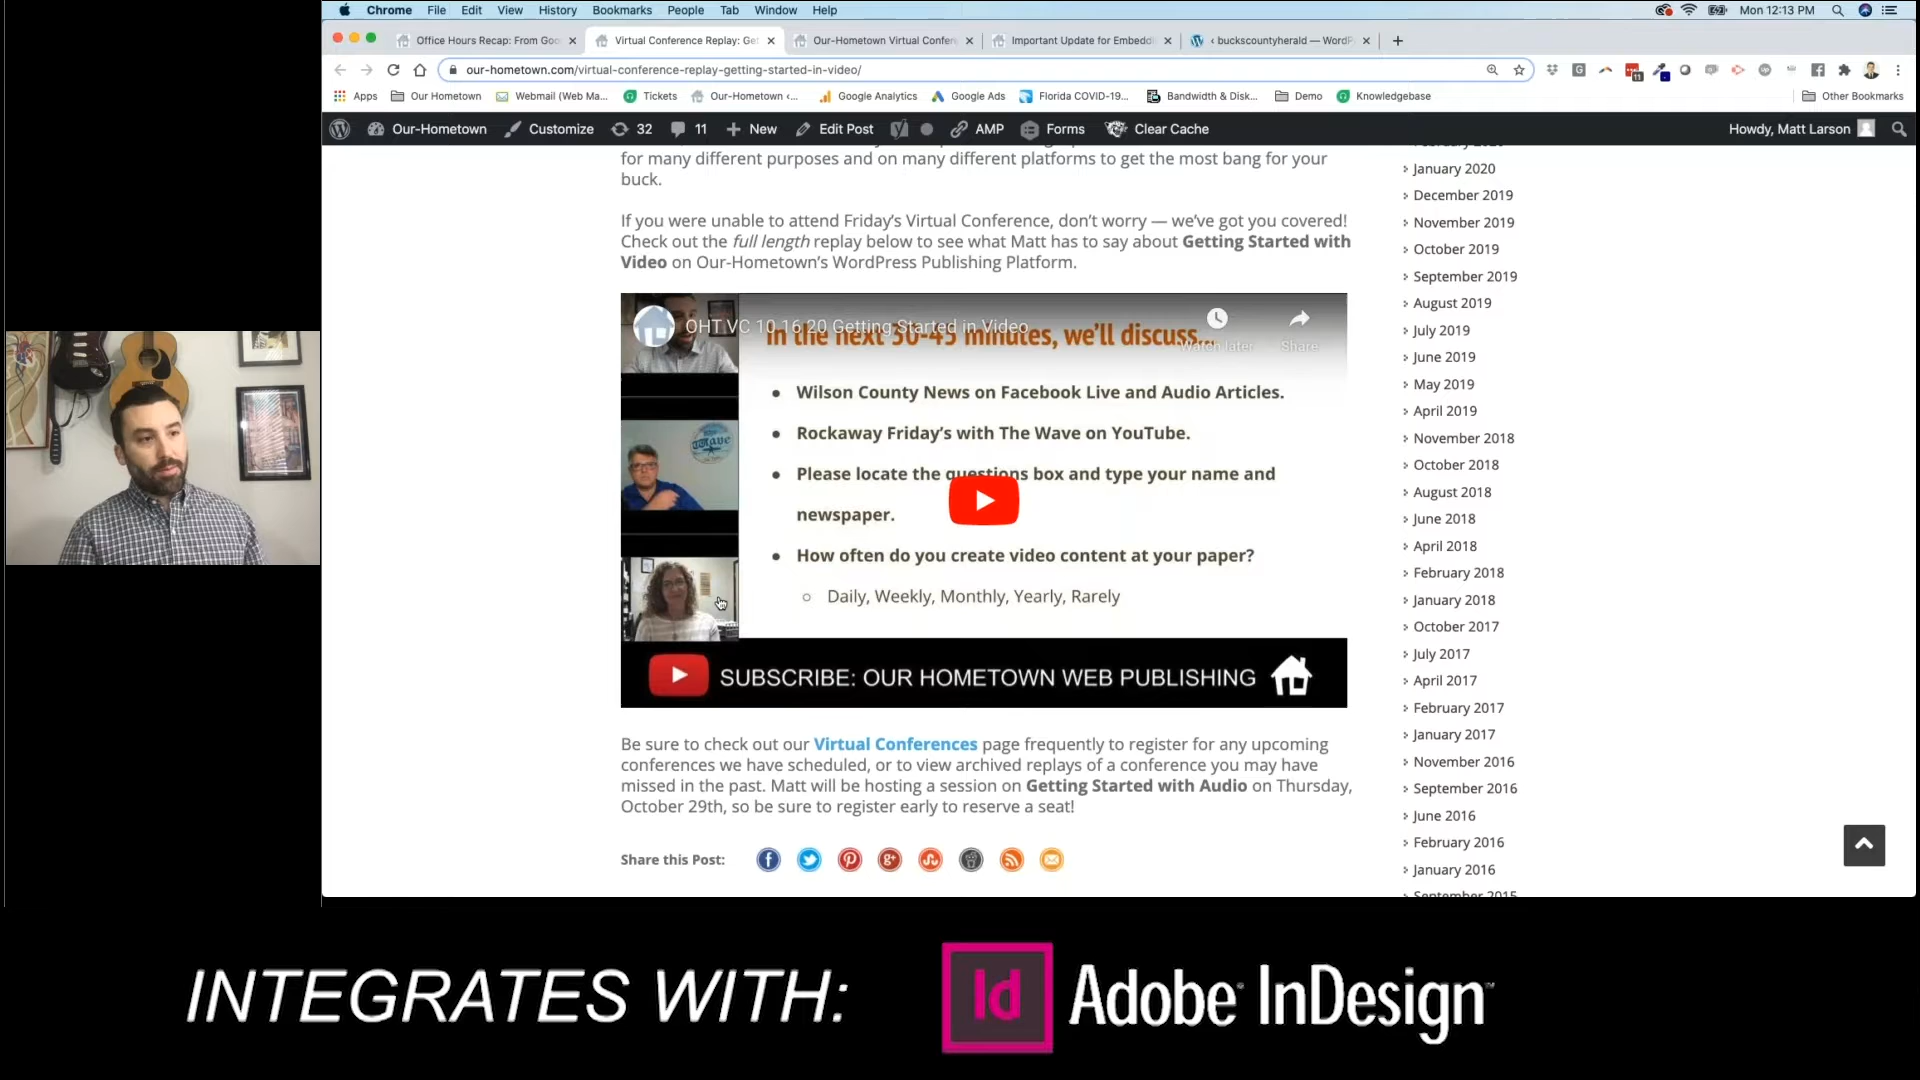 Chrome File Edit View History Bookmarks People Tab Window Help
Mon 12:13 PM
Office Hours Recap: From Goo
Virtual Conference Replay: Ge
Our-Hometown Virtual Confere
Important Update for Embedd
‹ buckscountyherald — WordP
our-hometown.com/virtual-conference-replay-getting-started-in-video/
Apps Our Hometown Webmail (Web Ma... Tickets Our-Hometown ‹... Google Analytics Google Ads Florida COVID-19... Bandwidth & Disk... Demo Knowledgebase Other Bookmarks
Our-Hometown Customize 32 11 New Edit Post AMP Forms Clear Cache Howdy, Matt Larson
for many different purposes and on many different platforms to get the most bang for your
buck.
If you were unable to attend Friday's Virtual Conference, don't worry — we've got you covered!
Check out the full length replay below to see what Matt has to say about Getting Started with
Video on Our-Hometown's WordPress Publishing Platform.
OHT VC 10 16 20 Getting Started in Video
Watch later
Share
In the next 30-45 minutes, we'll discuss...
• Wilson County News on Facebook Live and Audio Articles.
• Rockaway Friday's with The Wave on YouTube.
• Please locate the questions box and type your name and
newspaper.
• How often do you create video content at your paper?
○ Daily, Weekly, Monthly, Yearly, Rarely
Wave
SUBSCRIBE: OUR HOMETOWN WEB PUBLISHING
Be sure to check out our Virtual Conferences page frequently to register for any upcoming
conferences we have scheduled, or to view archived replays of a conference you may have
missed in the past. Matt will be hosting a session on Getting Started with Audio on Thursday,
October 29th, so be sure to register early to reserve a seat!
Share this Post:
February 2020
January 2020
December 2019
November 2019
October 2019
September 2019
August 2019
July 2019
June 2019
May 2019
April 2019
November 2018
October 2018
August 2018
June 2018
April 2018
February 2018
January 2018
October 2017
July 2017
April 2017
February 2017
January 2017
November 2016
September 2016
June 2016
February 2016
January 2016
September 2015
INTEGRATES WITH:
Id
Adobe InDesign™